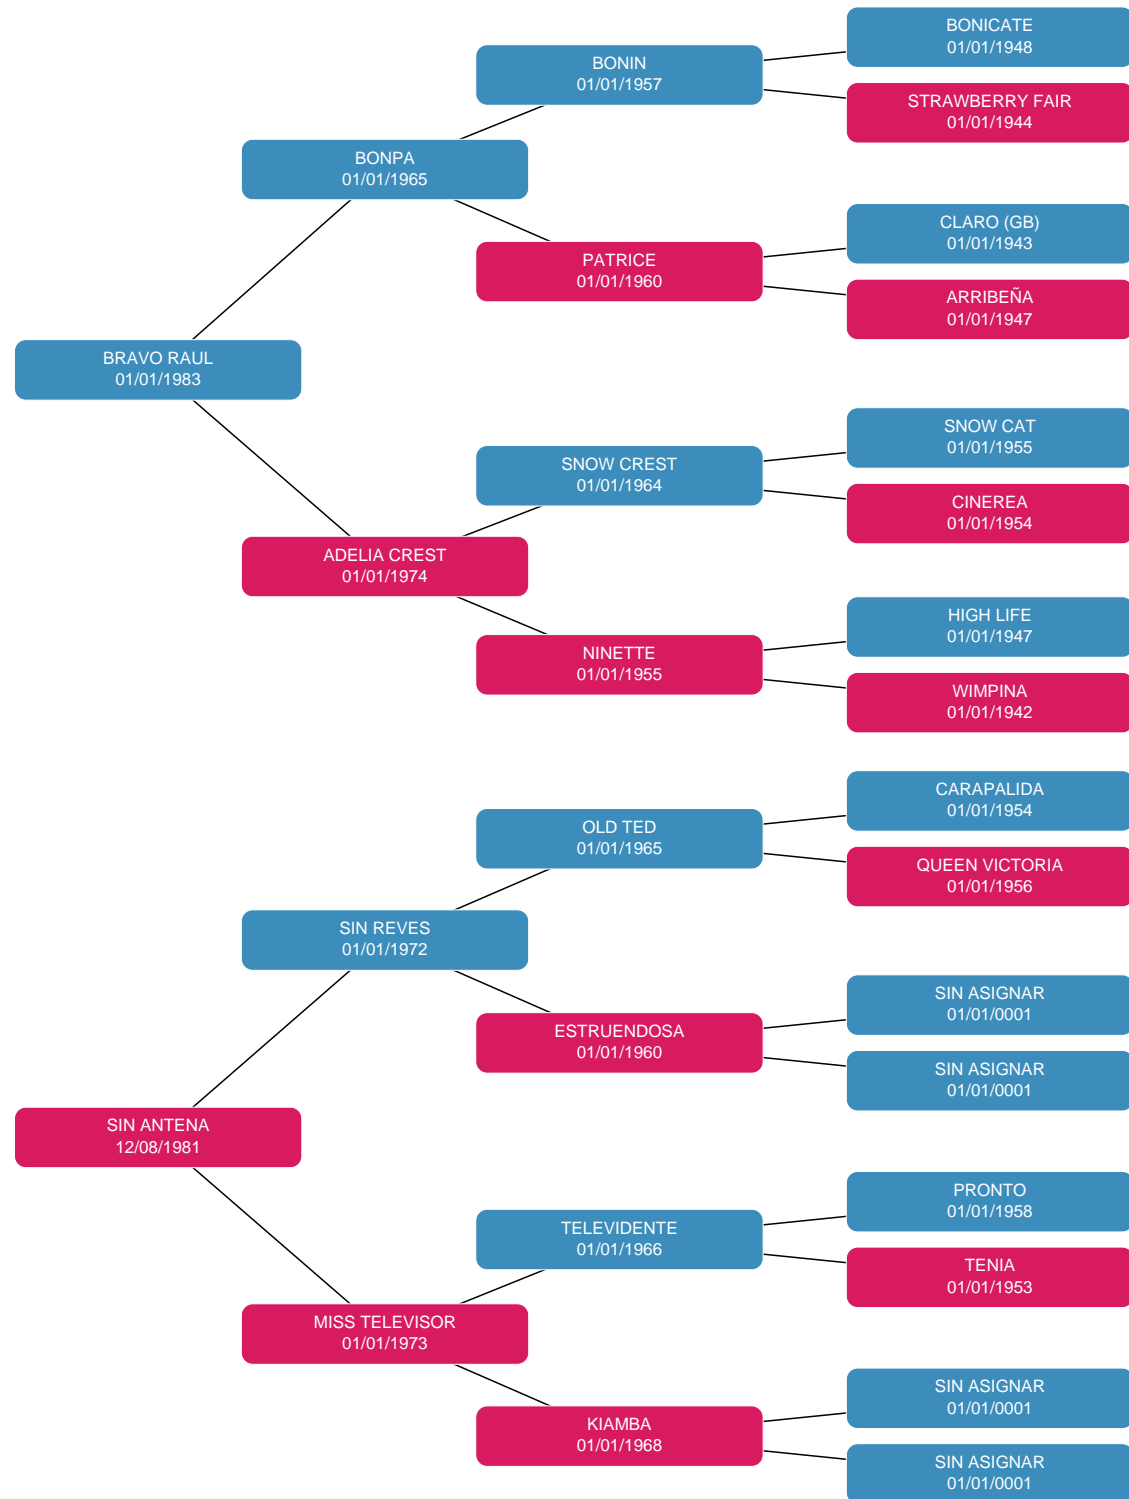 BONICATE
01/01/1948
BONIN
01/01/1957
STRAWBERRY FAIR
01/01/1944
BONPA
01/01/1965
CLARO (GB)
01/01/1943
PATRICE
01/01/1960
ARRIBEÑA
01/01/1947
BRAVO RAUL
01/01/1983
SNOW CAT
01/01/1955
SNOW CREST
01/01/1964
CINEREA
01/01/1954
ADELIA CREST
01/01/1974
HIGH LIFE
01/01/1947
NINETTE
01/01/1955
WIMPINA
01/01/1942
CARAPALIDA
01/01/1954
OLD TED
01/01/1965
QUEEN VICTORIA
01/01/1956
SIN REVES
01/01/1972
SIN ASIGNAR
01/01/0001
ESTRUENDOSA
01/01/1960
SIN ASIGNAR
01/01/0001
SIN ANTENA
12/08/1981
PRONTO
01/01/1958
TELEVIDENTE
01/01/1966
TENIA
01/01/1953
MISS TELEVISOR
01/01/1973
SIN ASIGNAR
01/01/0001
KIAMBA
01/01/1968
SIN ASIGNAR
01/01/0001